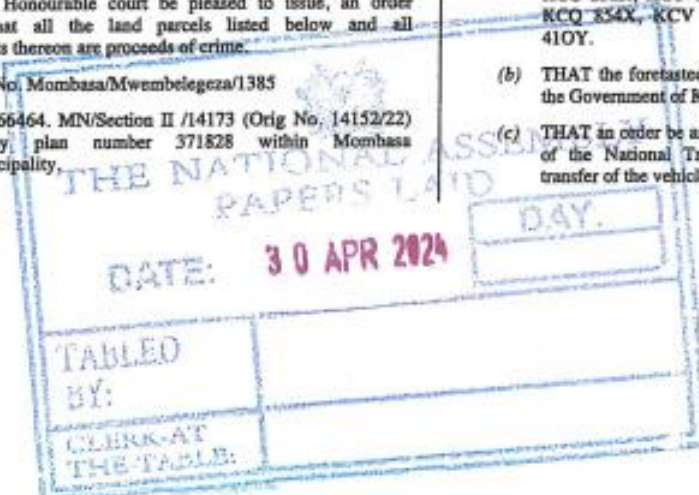 Honourable court be pleased to issue, an order
that all the land parcels listed below and all
s thereon are proceeds of crime.
No. Mombasa/Mwembelegeza/1385
66464. MN/Section II /14173 (Orig No. 14152/22)
y, plan number 371828 within Mombasa
cipality,
KCQ 854X, KCV
41OY.
(b) THAT the foretasted
the Government of K
(c) THAT an order be
of the National Tr
transfer of the vehicl
THE NATIONAL ASSEMBLY
PAPERS LAID
DATE: 30 APR 2024
DAY.
TABLED
BY:
CLERK-AT
THE-TABLE: